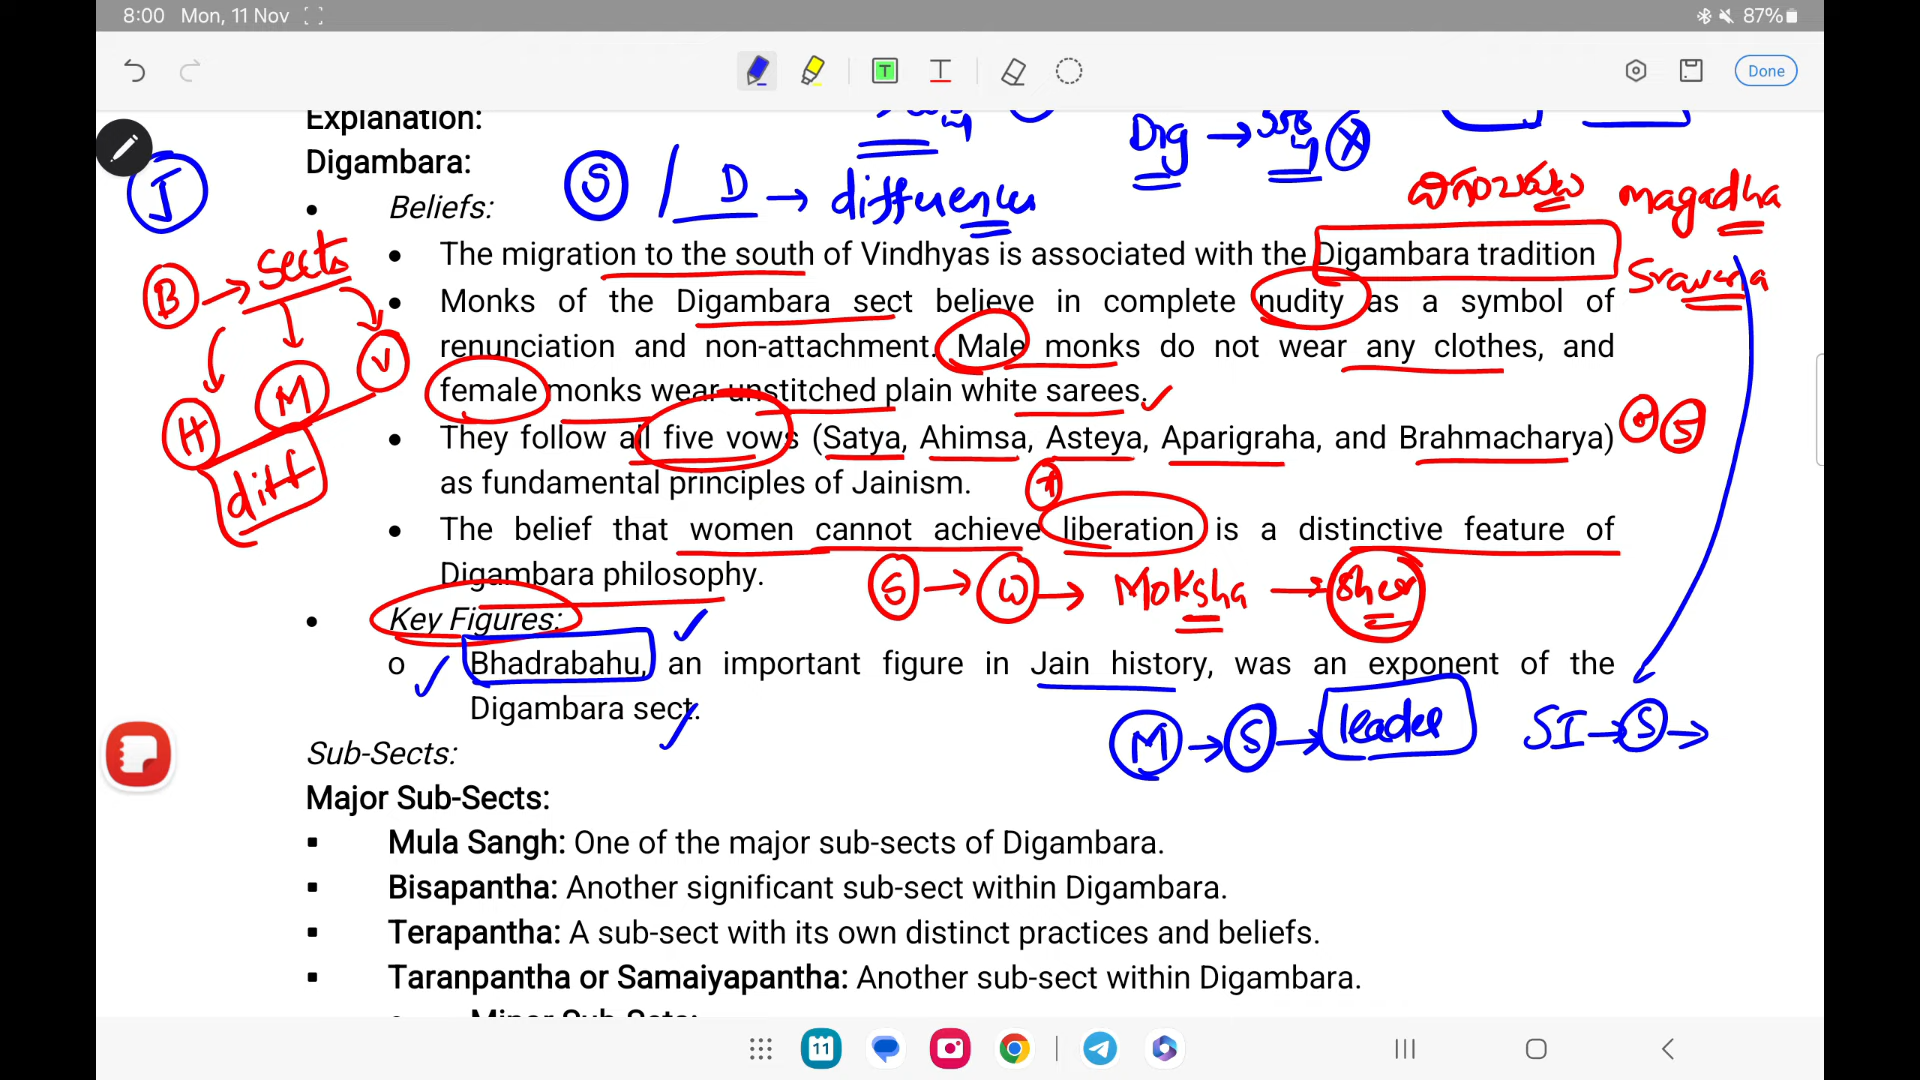 8:00 Mon, 11 Nov
87%
T T Done
Explanation:
Digambara:
Dig →
X
J
S / D → differences
Magadha
Beliefs:
The migration to the south of Vindhyas is associated with the Digambara tradition
Sravana
B → Sects
Monks of the Digambara sect believe in complete nudity as a symbol of
renunciation and non-attachment. Male monks do not wear any clothes, and
female monks wear unstitched plain white sarees.
H M V
diff
They follow all five vows (Satya, Ahimsa, Asteya, Aparigraha, and Brahmacharya)
5
as fundamental principles of Jainism.
The belief that women cannot achieve liberation is a distinctive feature of
Digambara philosophy.
S → W → Moksha →
Key Figures:
o Bhadrabahu, an important figure in Jain history, was an exponent of the
Digambara sect.
M → S → leader SI → S →
Sub-Sects:
Major Sub-Sects:
▪ Mula Sangh: One of the major sub-sects of Digambara.
▪ Bisapantha: Another significant sub-sect within Digambara.
▪ Terapantha: A sub-sect with its own distinct practices and beliefs.
▪ Taranpantha or Samaiyapantha: Another sub-sect within Digambara.
11